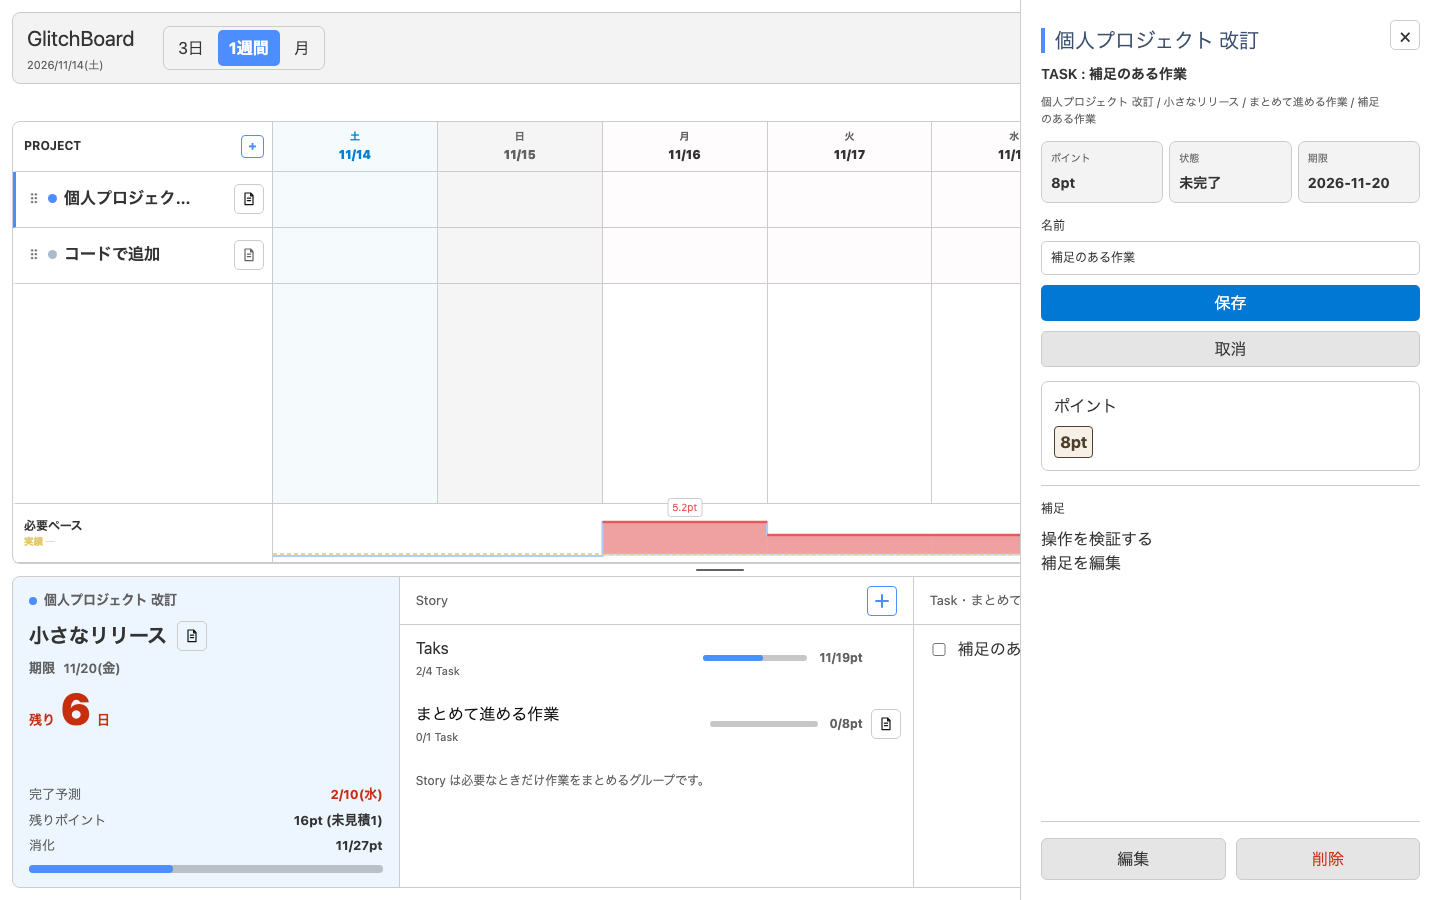 GlitchBoard
2026/11/14(土)
3日
1週間
月
PROJECT
+
土
11/14
日
11/15
月
11/16
火
11/17
水
11/1
個人プロジェク...
コードで追加
必要ペース
実績
5.2pt
個人プロジェクト 改訂
小さなリリース
期限 11/20(金)
残り 6 日
完了予測 2/10(水)
残りポイント 16pt (未見積1)
消化 11/27pt
Story
+
Taks
2/4 Task
11/19pt
まとめて進める作業
0/1 Task
0/8pt
Story は必要なときだけ作業をまとめるグループです。
Task・まとめて
補足のあ
個人プロジェクト 改訂
×
TASK : 補足のある作業
個人プロジェクト 改訂 / 小さなリリース / まとめて進める作業 / 補足
のある作業
ポイント
8pt
状態
未完了
期限
2026-11-20
名前
補足のある作業
保存
取消
ポイント
8pt
補足
操作を検証する
補足を編集
編集
削除